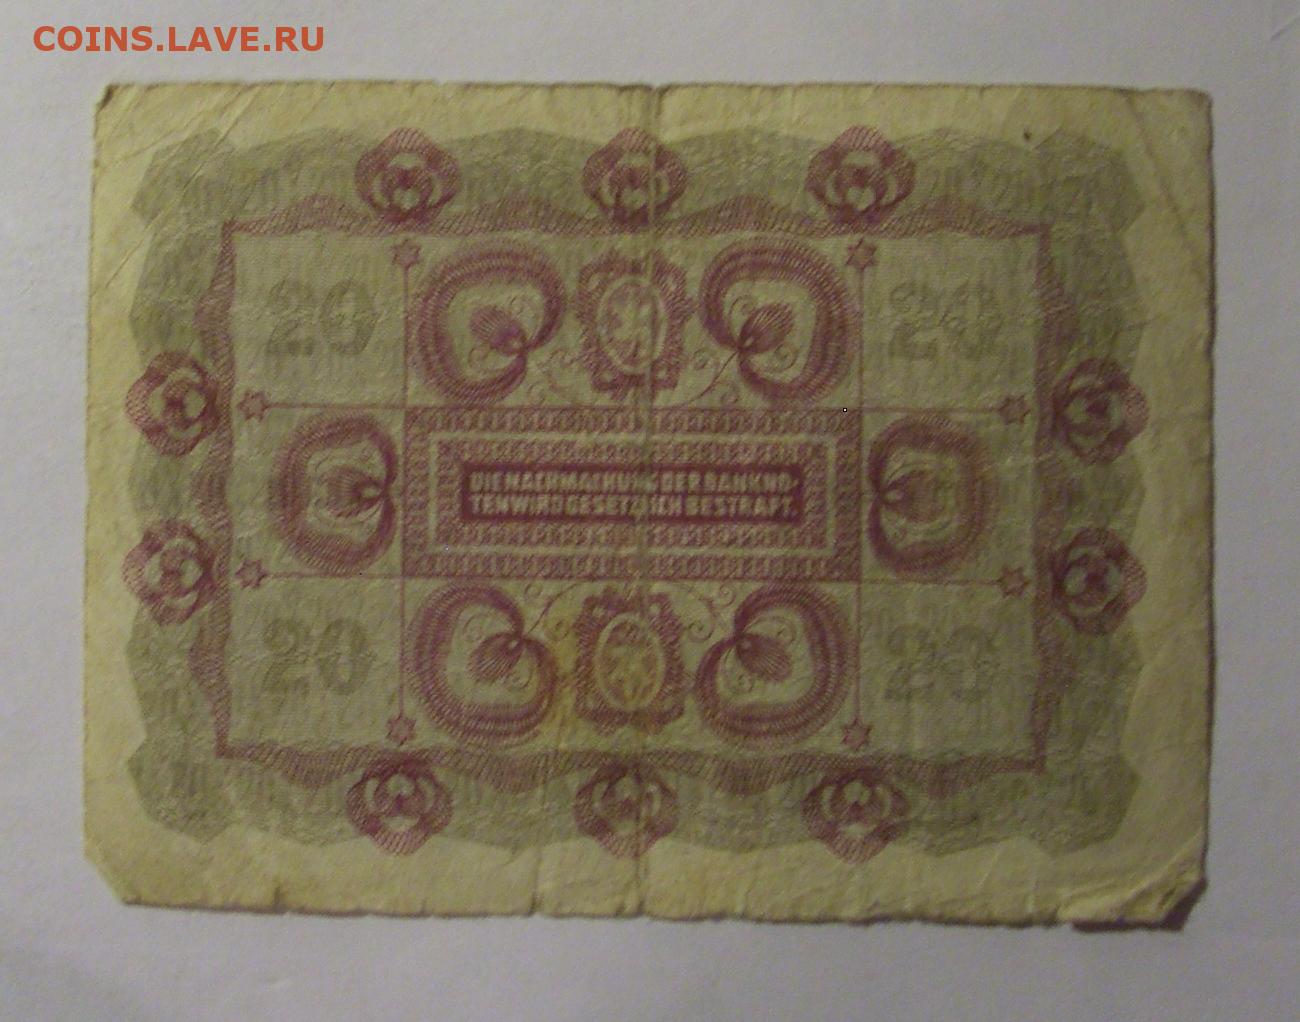 COINS.LAVE.RU
20 20
DIE NACHMACHUNG DER BANKNO-
TEN WIRD GESETZLICH BESTRAFT.
20 20